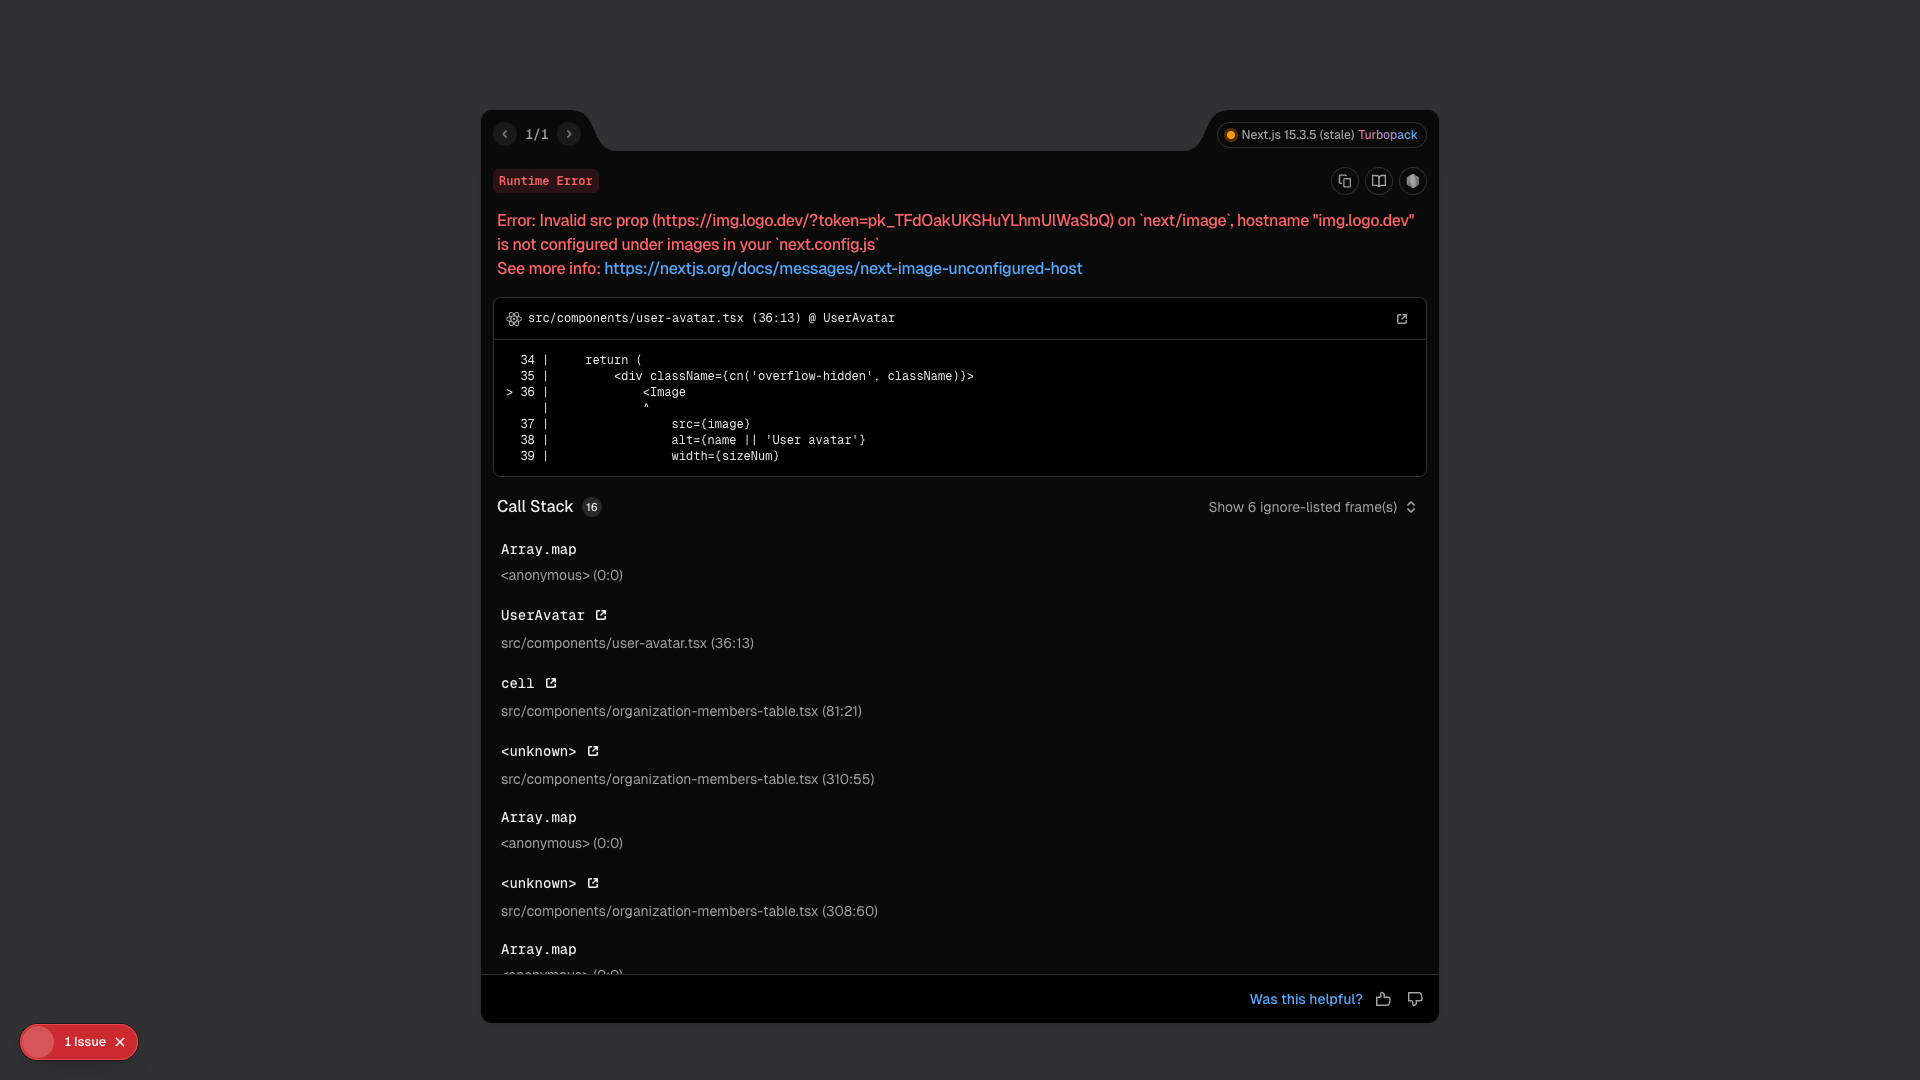 1/1
Next.js 15.3.5 (stale) Turbopack
Runtime Error
Error: Invalid src prop (https://img.logo.dev/?token=pk_TFdOakUKSHuYLhmUlWaSbQ) on `next/image`, hostname "img.logo.dev"
is not configured under images in your `next.config.js`
See more info: https://nextjs.org/docs/messages/next-image-unconfigured-host
src/components/user-avatar.tsx (36:13) @ UserAvatar
34 | return (
35 | <div className={cn('overflow-hidden', className)}>
> 36 | <Image
| ^
37 | src={image}
38 | alt={name || 'User avatar'}
39 | width={sizeNum}
Call Stack 16
Show 6 ignore-listed frame(s)
Array.map
<anonymous> (0:0)
UserAvatar
src/components/user-avatar.tsx (36:13)
cell
src/components/organization-members-table.tsx (81:21)
<unknown>
src/components/organization-members-table.tsx (310:55)
Array.map
<anonymous> (0:0)
<unknown>
src/components/organization-members-table.tsx (308:60)
Array.map
<anonymous> (0:0)
Was this helpful?
1 Issue